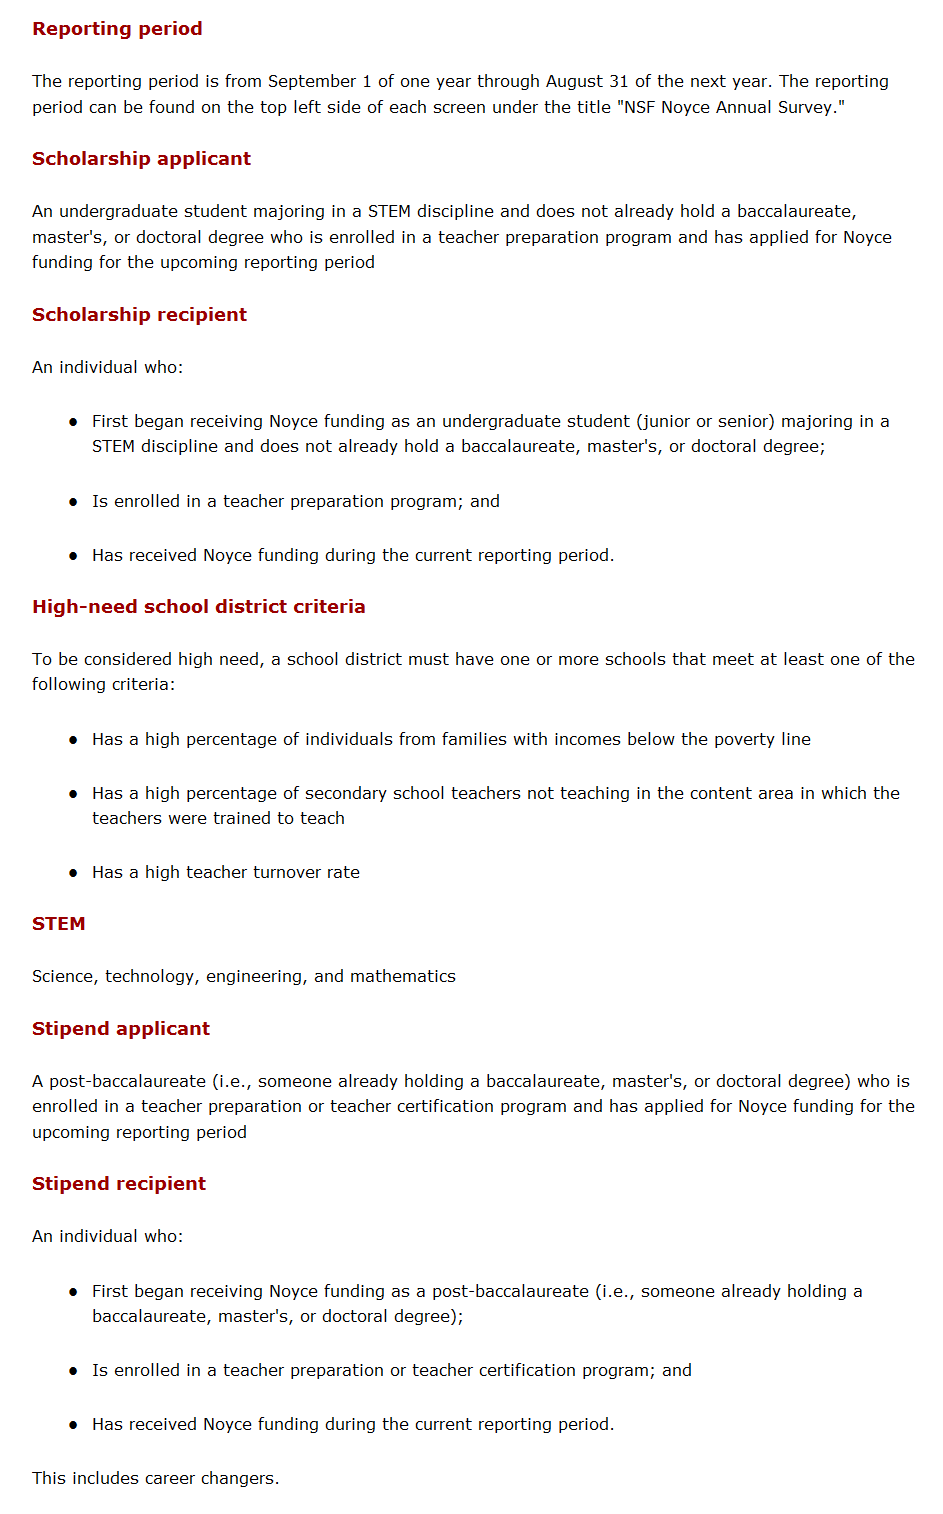 Reporting period
The reporting period is from September 1 of one year through August 31 of the next year. The reporting
period can be found on the top left side of each screen under the title "NSF Noyce Annual Survey."
Scholarship applicant
An undergraduate student majoring in a STEM discipline and does not already hold a baccalaureate,
master's, or doctoral degree who is enrolled in a teacher preparation program and has applied for Noyce
funding for the upcoming reporting period
Scholarship recipient
An individual who:
● First began receiving Noyce funding as an undergraduate student (junior or senior) majoring in a
STEM discipline and does not already hold a baccalaureate, master's, or doctoral degree;
● Is enrolled in a teacher preparation program; and
● Has received Noyce funding during the current reporting period.
High-need school district criteria
To be considered high need, a school district must have one or more schools that meet at least one of the
following criteria:
● Has a high percentage of individuals from families with incomes below the poverty line
● Has a high percentage of secondary school teachers not teaching in the content area in which the
teachers were trained to teach
● Has a high teacher turnover rate
STEM
Science, technology, engineering, and mathematics
Stipend applicant
A post-baccalaureate (i.e., someone already holding a baccalaureate, master's, or doctoral degree) who is
enrolled in a teacher preparation or teacher certification program and has applied for Noyce funding for the
upcoming reporting period
Stipend recipient
An individual who:
● First began receiving Noyce funding as a post-baccalaureate (i.e., someone already holding a
baccalaureate, master's, or doctoral degree);
● Is enrolled in a teacher preparation or teacher certification program; and
● Has received Noyce funding during the current reporting period.
This includes career changers.